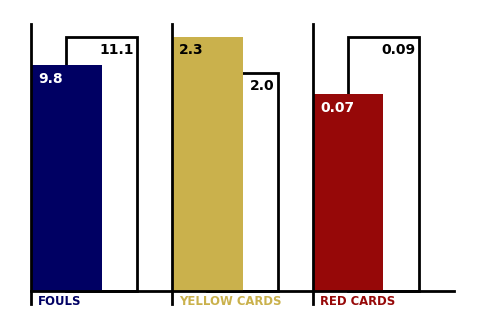 11.1
9.8
2.3
2.0
0.09
0.07
FOULS
YELLOW CARDS
RED CARDS